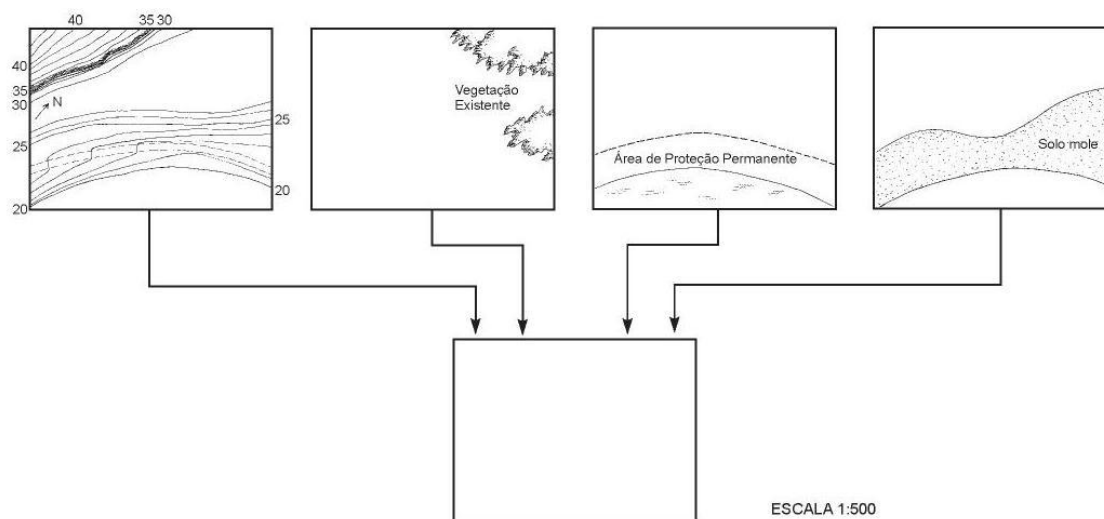 40
35 30
40
35
30
N
25
25
20
20
Vegetação
Existente
Área de Proteção Permanente
Solo mole
ESCALA 1:500